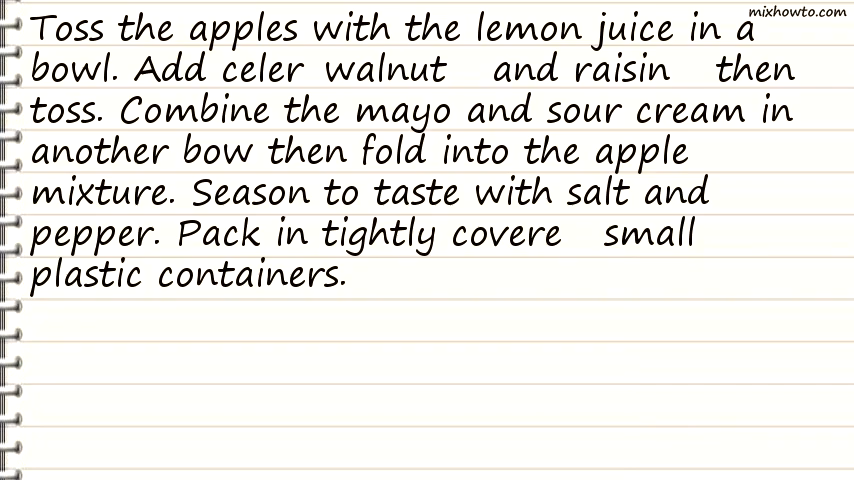 mixhowto.com
Toss the apples with the lemon juice in a
bowl. Add celer walnut and raisin then
toss. Combine the mayo and sour cream in
another bow then fold into the apple
mixture. Season to taste with salt and
pepper. Pack in tightly covere small
plastic containers.